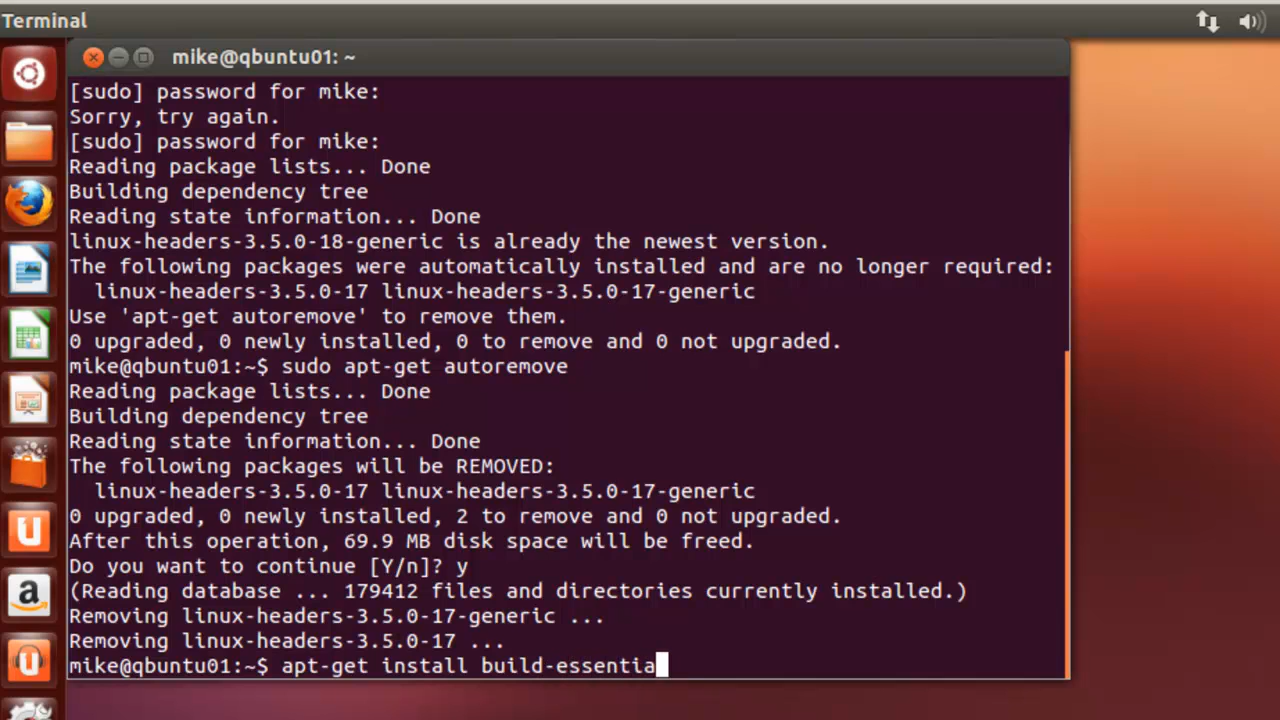 Terminal
mike@qbuntu01: ~
[sudo] password for mike:
Sorry, try again.
[sudo] password for mike:
Reading package lists... Done
Building dependency tree
Reading state information... Done
linux-headers-3.5.0-18-generic is already the newest version.
The following packages were automatically installed and are no longer required:
  linux-headers-3.5.0-17 linux-headers-3.5.0-17-generic
Use 'apt-get autoremove' to remove them.
0 upgraded, 0 newly installed, 0 to remove and 0 not upgraded.
mike@qbuntu01:~$ sudo apt-get autoremove
Reading package lists... Done
Building dependency tree
Reading state information... Done
The following packages will be REMOVED:
  linux-headers-3.5.0-17 linux-headers-3.5.0-17-generic
0 upgraded, 0 newly installed, 2 to remove and 0 not upgraded.
After this operation, 69.9 MB disk space will be freed.
Do you want to continue [Y/n]? y
(Reading database ... 179412 files and directories currently installed.)
Removing linux-headers-3.5.0-17-generic ...
Removing linux-headers-3.5.0-17 ...
mike@qbuntu01:~$ apt-get install build-essentia